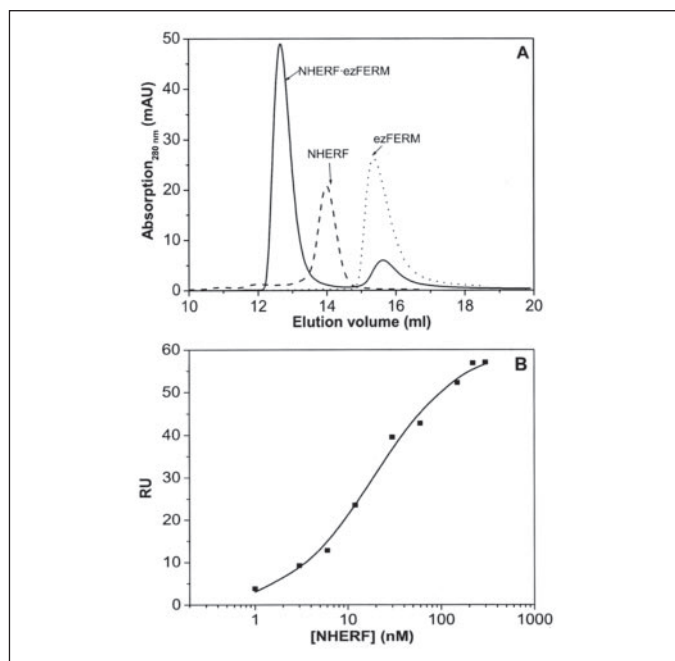 A
50
40
30
20
10
0
Absorption280 nm (mAU)
NHERF·ezFERM
NHERF
ezFERM
10 12 14 16 18 20
Elution volume (ml)
B
60
50
40
30
20
10
0
RU
1 10 100 1000
[NHERF] (nM)